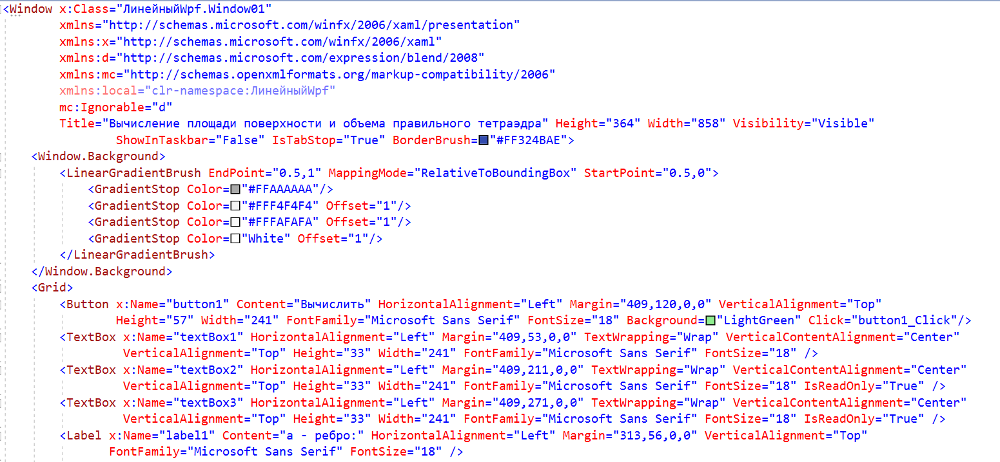 <Window x:Class="ЛинейныйWpf.Window01"
xmlns="http://schemas.microsoft.com/winfx/2006/xaml/presentation"
xmlns:x="http://schemas.microsoft.com/winfx/2006/xaml"
xmlns:d="http://schemas.microsoft.com/expression/blend/2008"
xmlns:mc="http://schemas.openxmlformats.org/markup-compatibility/2006"
xmlns:local="clr-namespace:ЛинейныйWpf"
mc:Ignorable="d"
Title="Вычисление площади поверхности и объема правильного тетраэдра" Height="364" Width="858" Visibility="Visible"
ShowInTaskbar="False" IsTabStop="True" BorderBrush="#FF324BAE">
<Window.Background>
<LinearGradientBrush EndPoint="0.5,1" MappingMode="RelativeToBoundingBox" StartPoint="0.5,0">
<GradientStop Color="#FFAAAAAA"/>
<GradientStop Color="#FFF4F4F4" Offset="1"/>
<GradientStop Color="#FFFAFAFA" Offset="1"/>
<GradientStop Color="White" Offset="1"/>
</LinearGradientBrush>
</Window.Background>
<Grid>
<Button x:Name="button1" Content="Вычислить" HorizontalAlignment="Left" Margin="409,120,0,0" VerticalAlignment="Top"
Height="57" Width="241" FontFamily="Microsoft Sans Serif" FontSize="18" Background="LightGreen" Click="button1_Click"/>
<TextBox x:Name="textBox1" HorizontalAlignment="Left" Margin="409,53,0,0" TextWrapping="Wrap" VerticalContentAlignment="Center"
VerticalAlignment="Top" Height="33" Width="241" FontFamily="Microsoft Sans Serif" FontSize="18" />
<TextBox x:Name="textBox2" HorizontalAlignment="Left" Margin="409,211,0,0" TextWrapping="Wrap" VerticalContentAlignment="Center"
VerticalAlignment="Top" Height="33" Width="241" FontFamily="Microsoft Sans Serif" FontSize="18" IsReadOnly="True" />
<TextBox x:Name="textBox3" HorizontalAlignment="Left" Margin="409,271,0,0" TextWrapping="Wrap" VerticalContentAlignment="Center"
VerticalAlignment="Top" Height="33" Width="241" FontFamily="Microsoft Sans Serif" FontSize="18" IsReadOnly="True" />
<Label x:Name="label1" Content="a - ребро:" HorizontalAlignment="Left" Margin="313,56,0,0" VerticalAlignment="Top"
FontFamily="Microsoft Sans Serif" FontSize="18" />